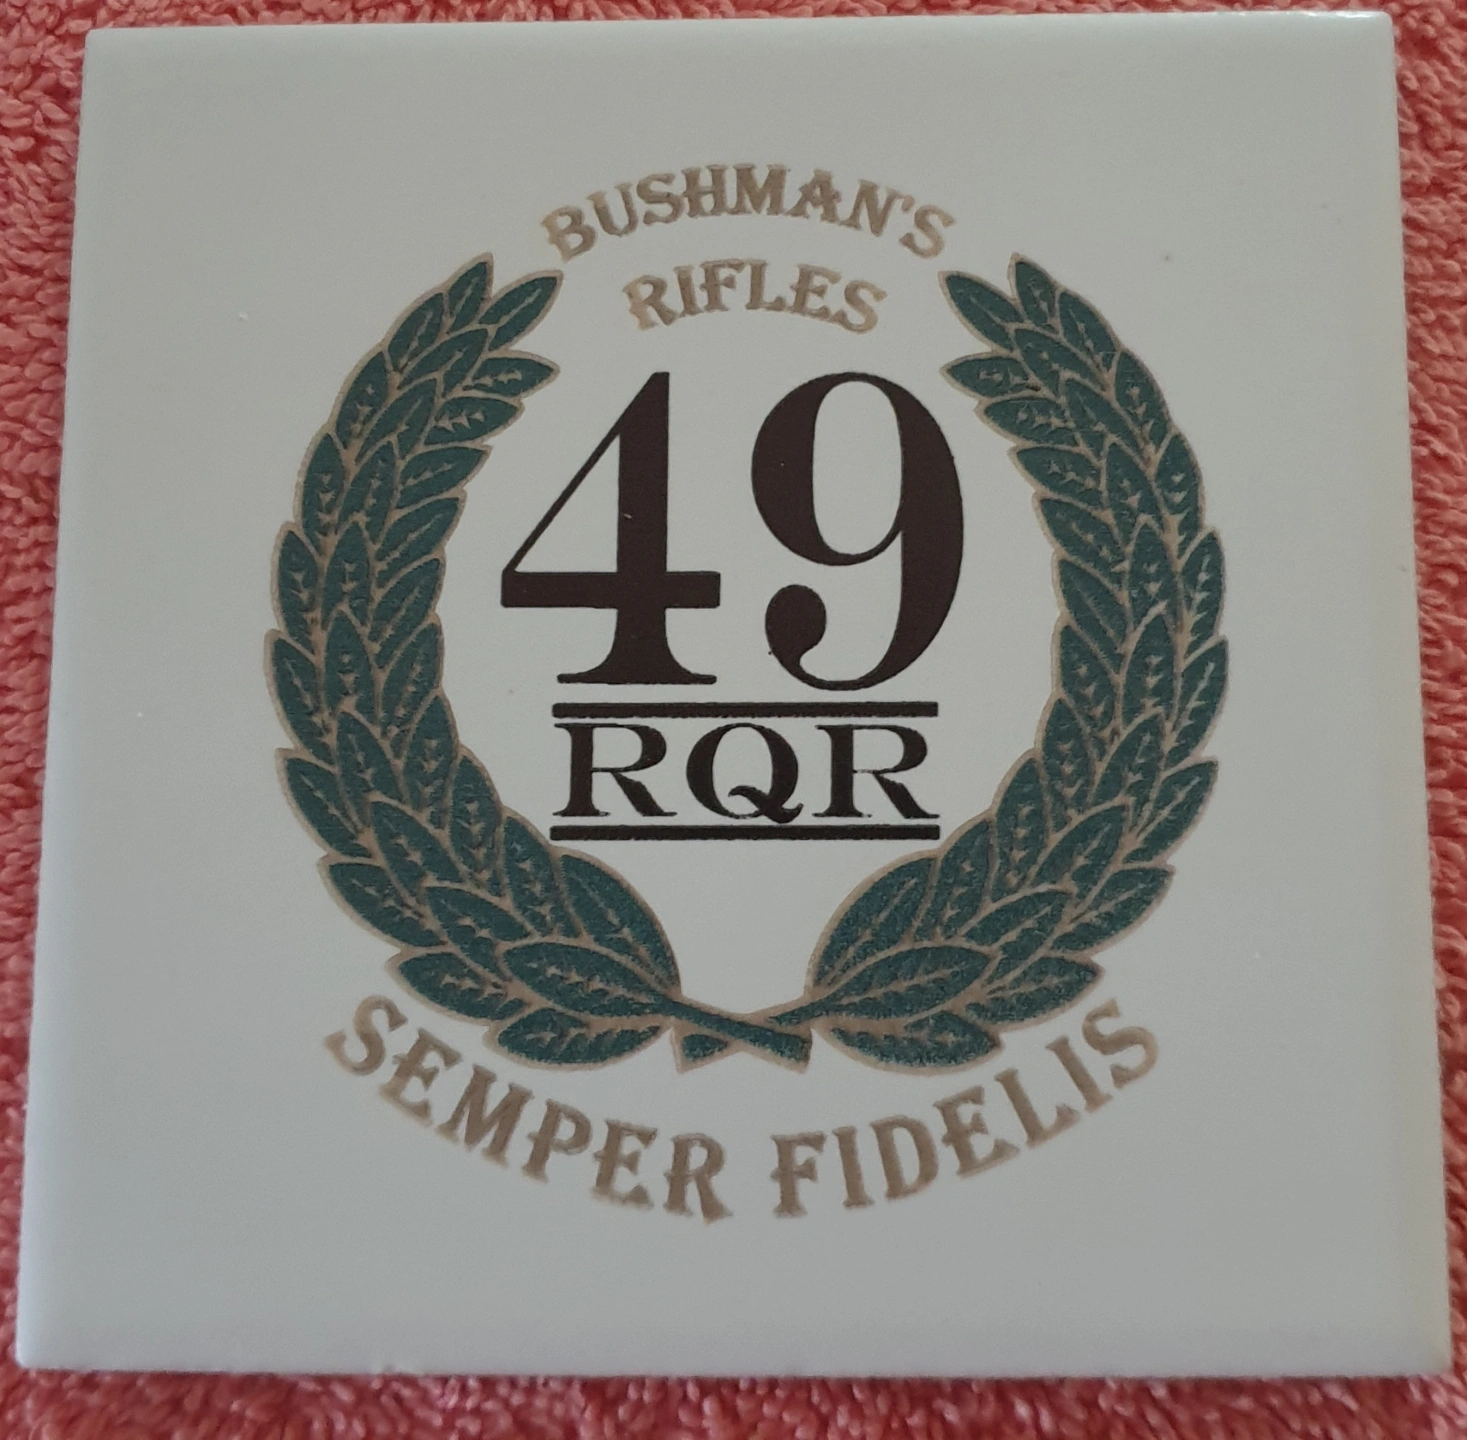 BUSHMAN'S
RIFLES
49
RQR
SEMPER FIDELIS